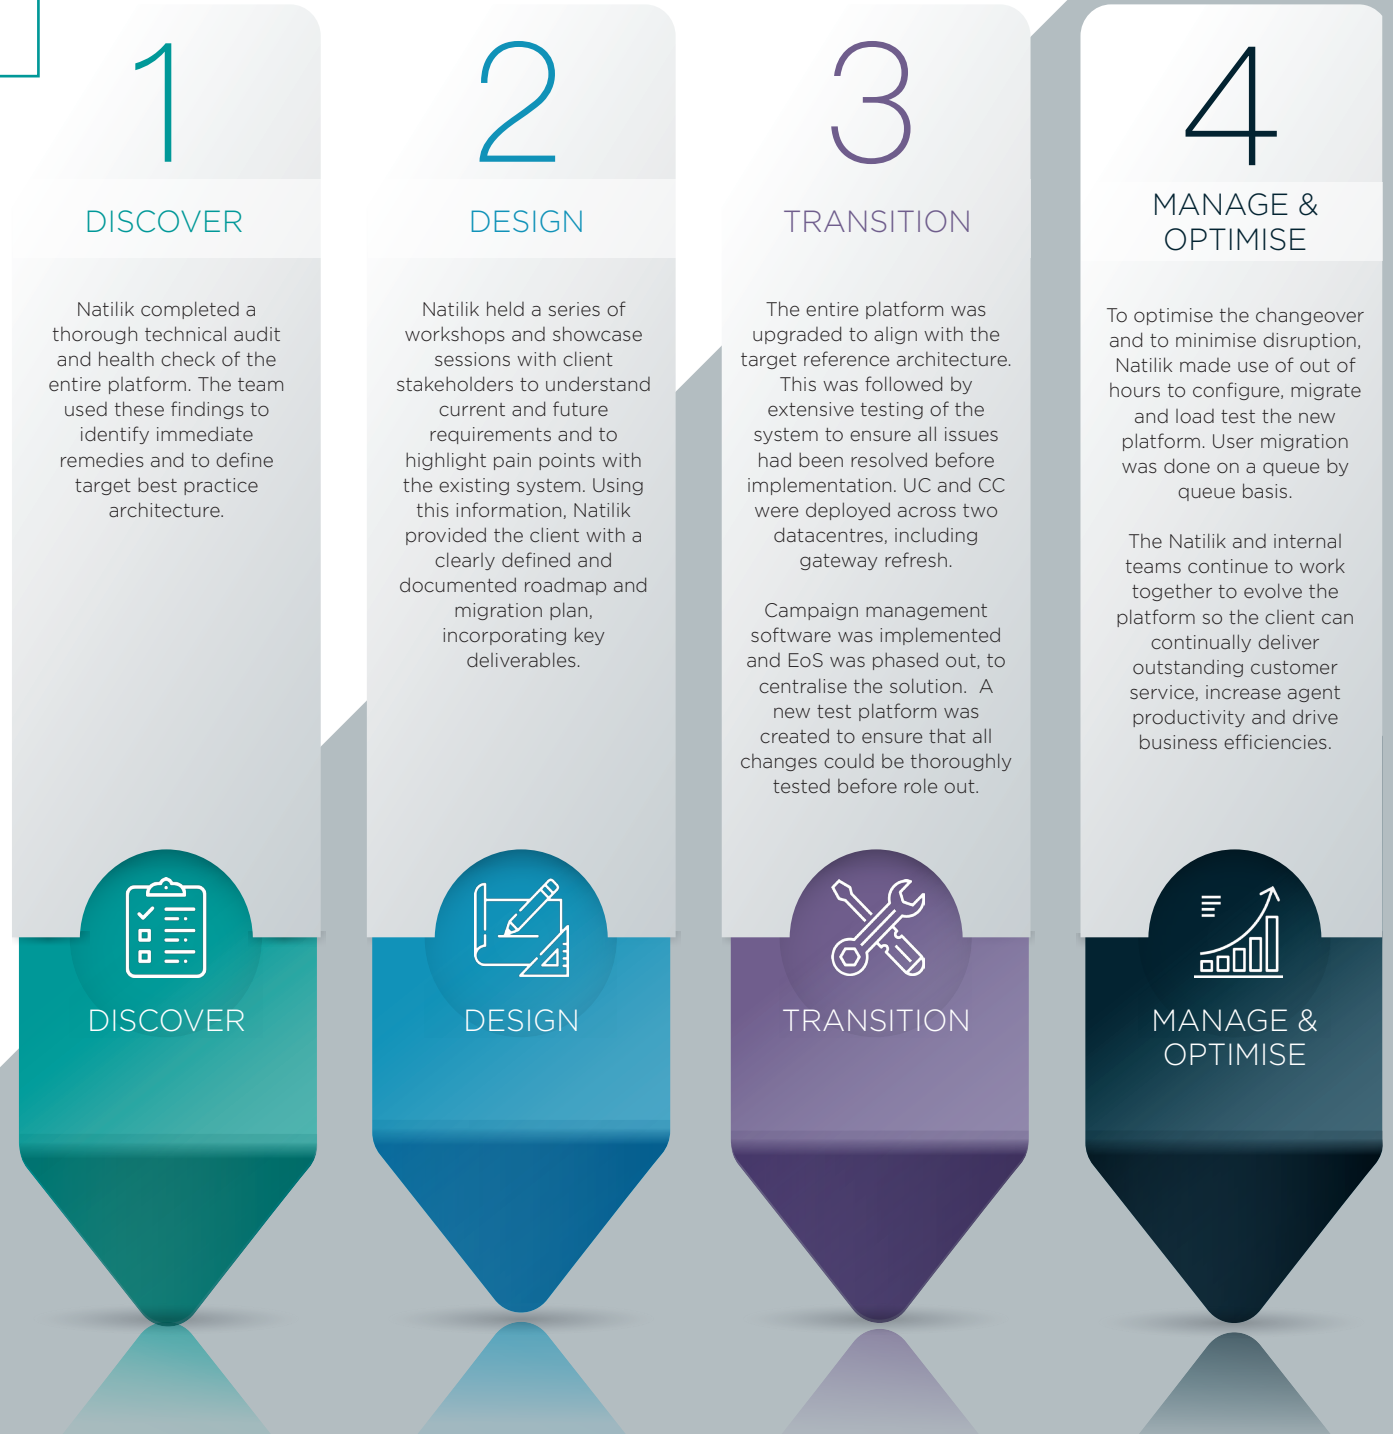 1
DISCOVER
Natilik completed a
thorough technical audit
and health check of the
entire platform. The team
used these findings to
identify immediate
remedies and to define
target best practice
architecture.
DISCOVER
2
DESIGN
Natilik held a series of
workshops and showcase
sessions with client
stakeholders to understand
current and future
requirements and to
highlight pain points with
the existing system. Using
this information, Natilik
provided the client with a
clearly defined and
documented roadmap and
migration plan,
incorporating key
deliverables.
DESIGN
3
TRANSITION
The entire platform was
upgraded to align with the
target reference architecture.
This was followed by
extensive testing of the
system to ensure all issues
had been resolved before
implementation. UC and CC
were deployed across two
datacentres, including
gateway refresh.
Campaign management
software was implemented
and EoS was phased out, to
centralise the solution.  A
new test platform was
created to ensure that all
changes could be thoroughly
tested before role out.
TRANSITION
4
MANAGE &
OPTIMISE
To optimise the changeover
and to minimise disruption,
Natilik made use of out of
hours to configure, migrate
and load test the new
platform. User migration
was done on a queue by
queue basis.
The Natilik and internal
teams continue to work
together to evolve the
platform so the client can
continually deliver
outstanding customer
service, increase agent
productivity and drive
business efficiencies.
MANAGE &
OPTIMISE